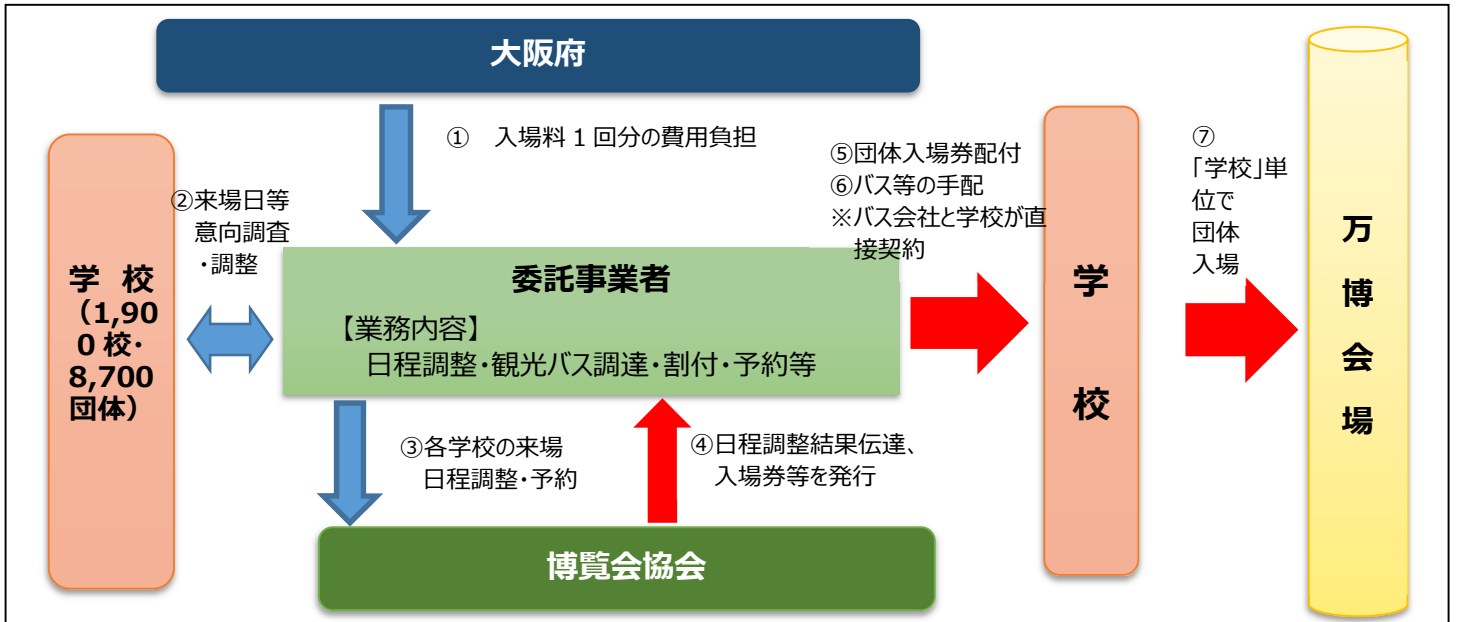 大阪府
① 入場料1回分の費用負担
②来場日等
意向調査
・調整
学 校
（1,90
0 校・
8,700
団体）
委託事業者
【業務内容】
日程調整・観光バス調達・割付・予約等
③各学校の来場
日程調整・予約
④日程調整結果伝達、
入場券等を発行
博覧会協会
⑤団体入場券配付
⑥バス等の手配
※バス会社と学校が直
接契約
学
校
⑦
「学校」単
位で
団体
入場
万
博
会
場